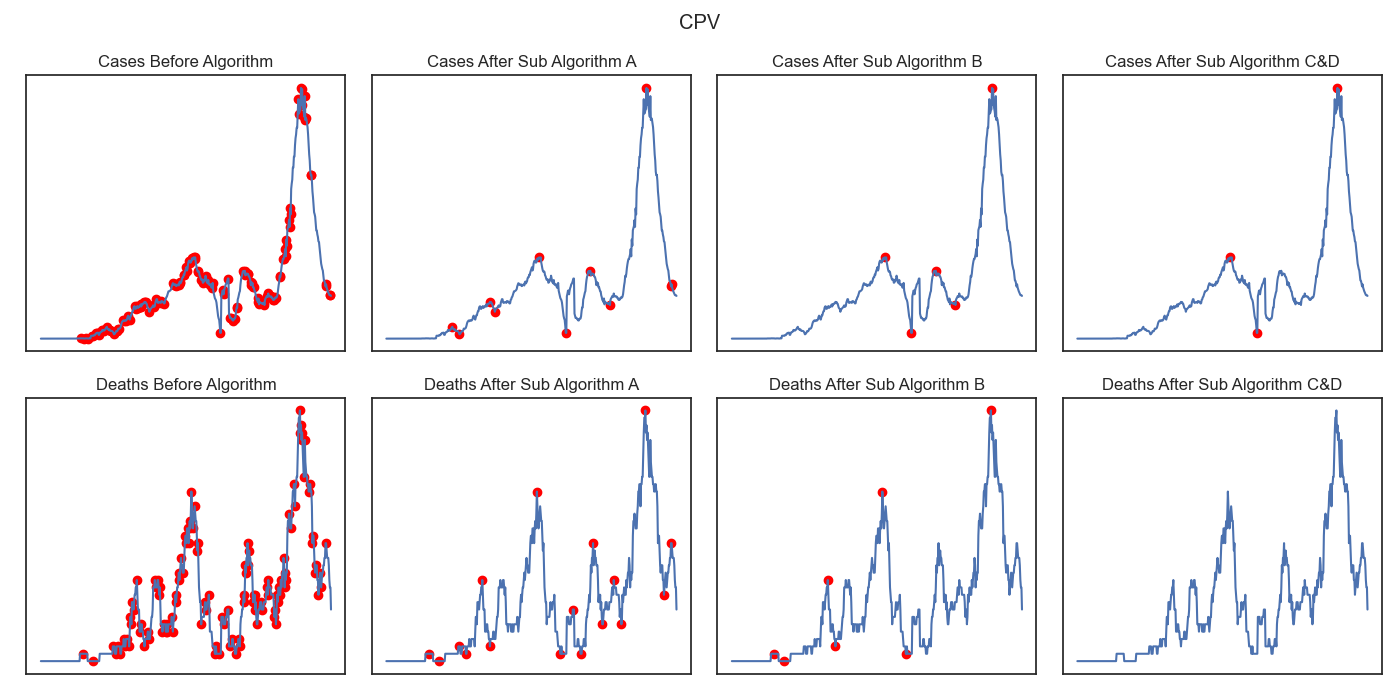 CPV
Cases Before Algorithm
Cases After Sub Algorithm A
Cases After Sub Algorithm B
Cases After Sub Algorithm C&D
Deaths Before Algorithm
Deaths After Sub Algorithm A
Deaths After Sub Algorithm B
Deaths After Sub Algorithm C&D